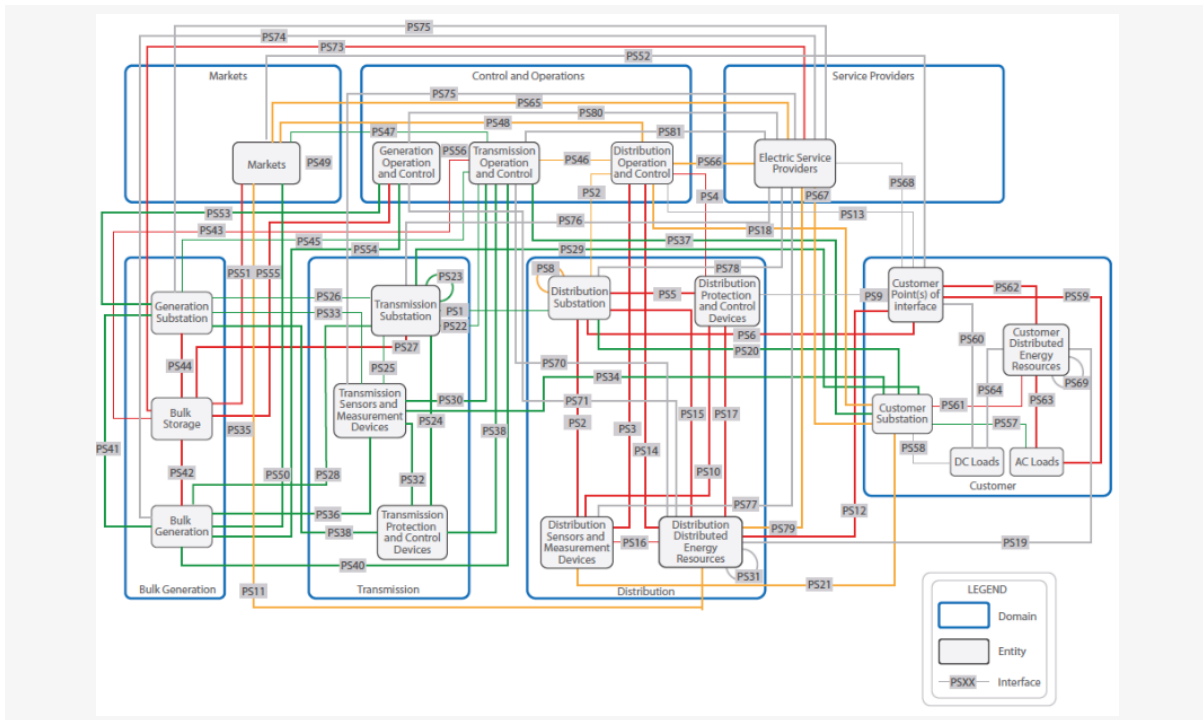 PS75
PS74
PS73
PS52
Markets
Control and Operations
Service Providers
PS75
PS65
PS80
PS48
PS47
PS81
PS56
PS46
PS66
PS49
Markets
Generation
Operation
and Control
Transmission
Operation
and Control
Distribution
Operation
and Control
Electric Service
Providers
PS2
PS4
PS67
PS68
PS53
PS43
PS45
PS54
PS76
PS29
PS37
PS18
PS13
PS51
PS55
PS26
PS33
PS23
PS1
PS22
PS8
PS78
PS5
PS9
PS6
PS20
PS62
PS59
PS60
Generation
Substation
Transmission
Substation
Distribution
Substation
Distribution
Protection
and Control
Devices
Customer
Point(s) of
Interface
Customer
Distributed
Energy
Resources
PS44
PS27
PS25
PS70
PS34
PS64
PS69
PS63
PS61
PS57
PS58
Bulk
Storage
Transmission
Sensors and
Measurement
Devices
Customer
Substation
DC Loads
AC Loads
Customer
PS35
PS30
PS24
PS38
PS71
PS2
PS3
PS14
PS15
PS17
PS10
PS41
PS42
PS50
PS28
PS32
PS36
PS38
PS40
PS77
PS79
PS12
PS16
PS19
PS31
PS21
PS11
Bulk
Generation
Transmission
Protection
and Control
Devices
Distribution
Sensors and
Measurement
Devices
Distribution
Distributed
Energy
Resources
Bulk Generation
Transmission
Distribution
LEGEND
Domain
Entity
PSXX
Interface